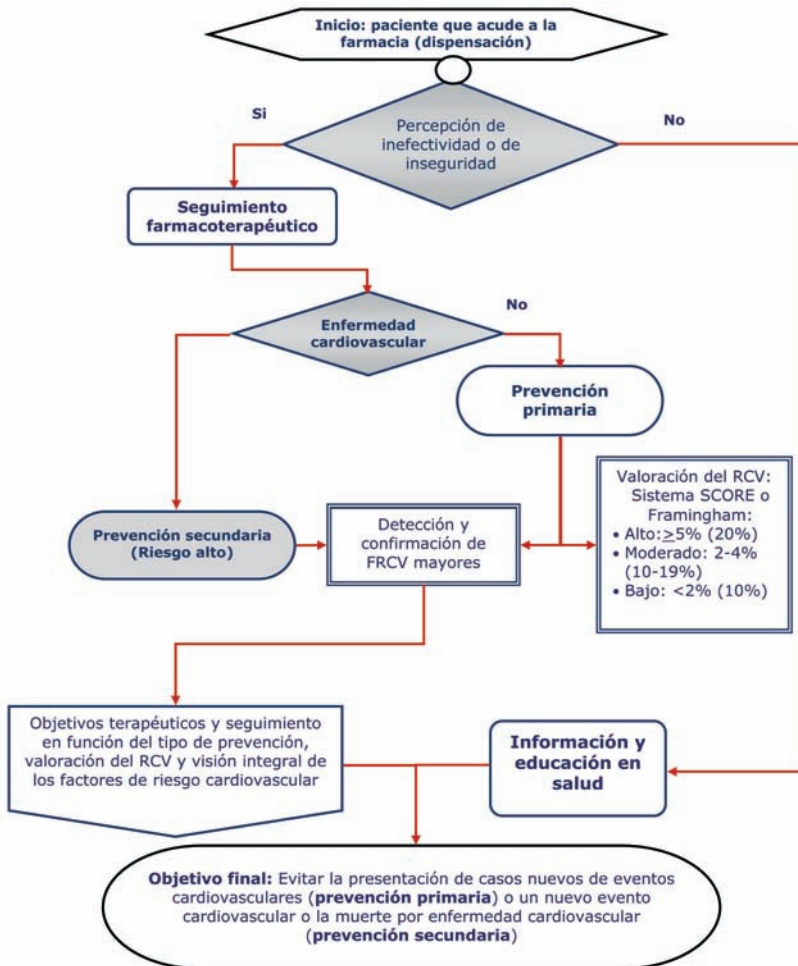 Inicio: paciente que acude a la
farmacia (dispensación)
Si
No
Percepción de
inefectividad o de
inseguridad
Seguimiento
farmacoterapéutico
No
Enfermedad
cardiovascular
Prevención
primaria
Valoración del RCV:
Sistema SCORE o
Framingham:
• Alto:≥5% (20%)
• Moderado: 2-4%
(10-19%)
• Bajo: <2% (10%)
Prevención secundaria
(Riesgo alto)
Detección y
confirmación de
FRCV mayores
Objetivos terapéuticos y seguimiento
en función del tipo de prevención,
valoración del RCV y visión integral de
los factores de riesgo cardiovascular
Información y
educación en
salud
Objetivo final: Evitar la presentación de casos nuevos de eventos
cardiovasculares (prevención primaria) o un nuevo evento
cardiovascular o la muerte por enfermedad cardiovascular
(prevención secundaria)